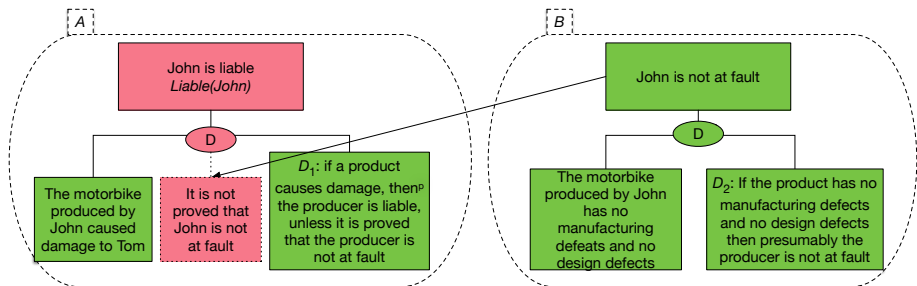 A
B
John is liable
Liable(John)
John is not at fault
D
D
The motorbike
produced by
John caused
damage to Tom
It is not
proved that
John is not
at fault
D1: if a product
causes damage, thenᵖ
the producer is liable,
unless it is proved
that the producer is
not at fault
The motorbike
produced by John
has no
manufacturing
defeats and no
design defects
D2: If the product has no
manufacturing defects
and no design defects
then presumably the
producer is not at fault